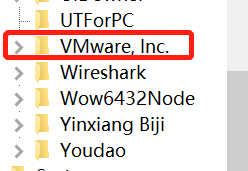 UTForPC
VMware, Inc.
Wireshark
Wow6432Node
Yinxiang Biji
Youdao